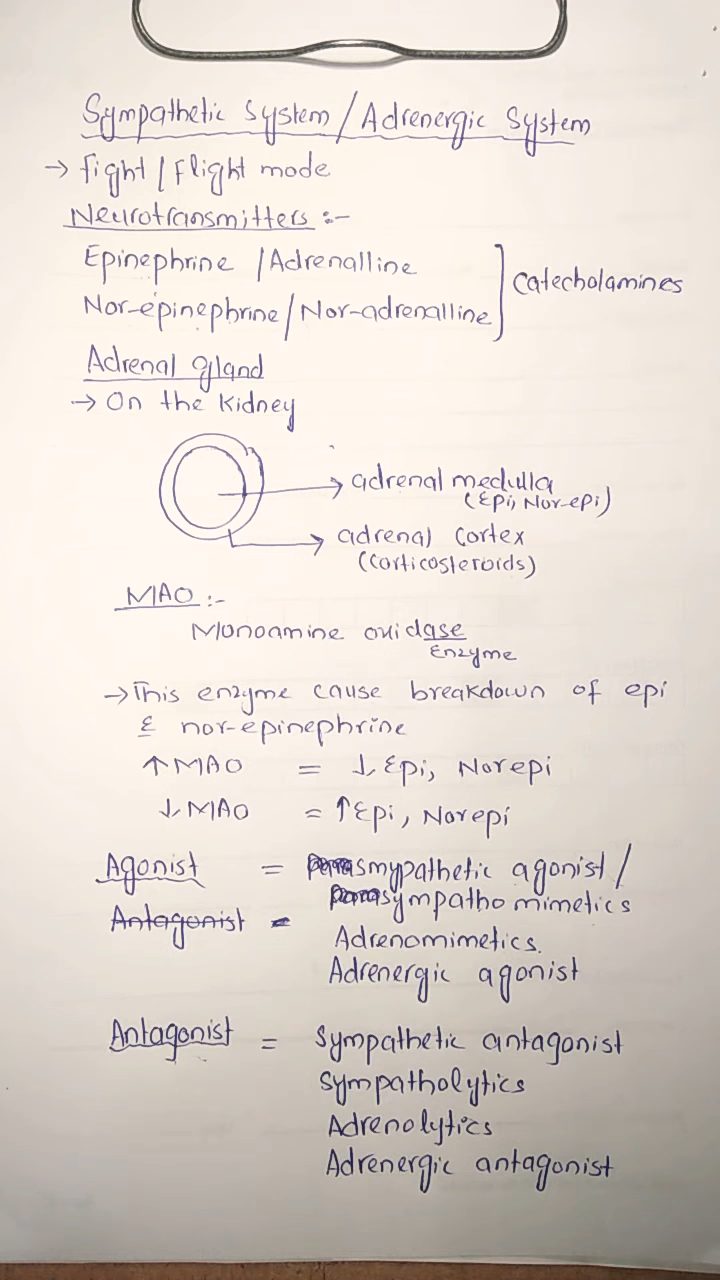 Sympathetic System / Adrenergic System
→ fight / Flight mode
Neurotransmitters :-
Epinephrine / Adrenalline
Nor-epinephrine / Nor-adrenalline
Catecholamines
Adrenal gland
→ On the kidney
adrenal medulla
(Epi, Nor-epi)
adrenal cortex
(corticosteroids)
MAO :-
Monoamine oxidase
Enzyme
→ This enzyme cause breakdown of epi
& nor-epinephrine
↑ MAO = ↓ Epi, Norepi
↓ MAO = ↑ Epi, Norepi
Agonist = smypathetic agonist /
Antagonist = sympathomimetics
Adrenomimetics.
Adrenergic agonist
Antagonist = Sympathetic antagonist
Sympatholytics
Adrenolytics
Adrenergic antagonist